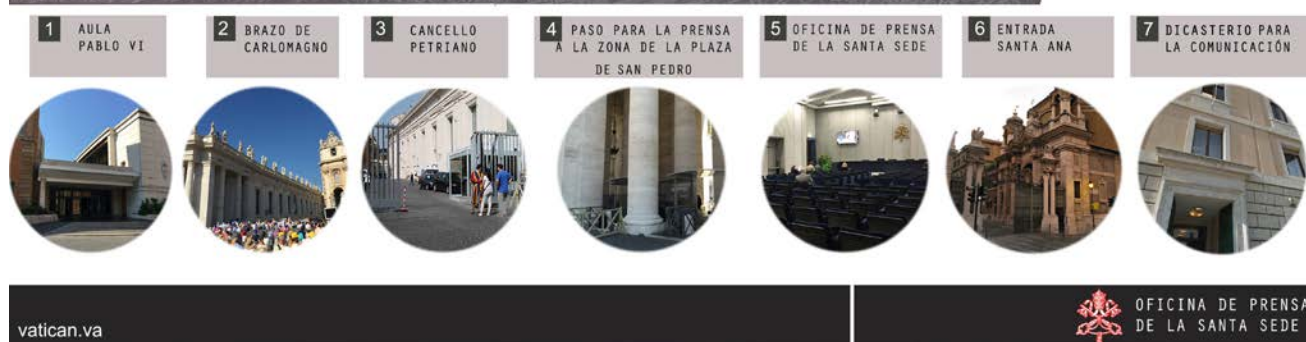 1 AULA
PABLO VI
2 BRAZO DE
CARLOMAGNO
3 CANCELLO
PETRIANO
4 PASO PARA LA PRENSA
A LA ZONA DE LA PLAZA
DE SAN PEDRO
5 OFICINA DE PRENSA
DE LA SANTA SEDE
6 ENTRADA
SANTA ANA
7 DICASTERIO PARA
LA COMUNICACIÓN
vatican.va
OFICINA DE PRENSA
DE LA SANTA SEDE